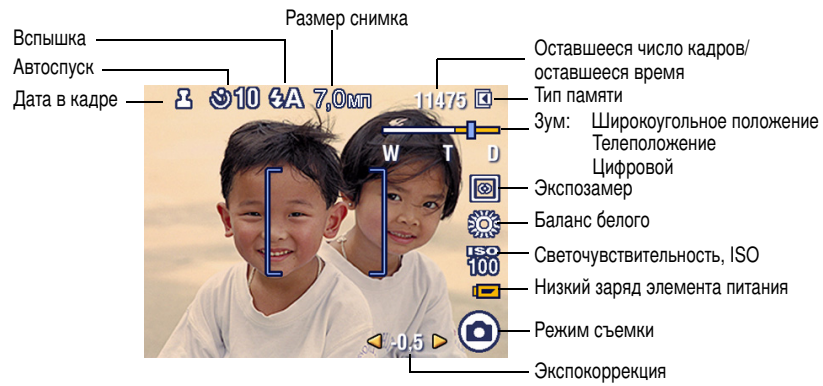 Размер снимка
Вспышка
Автоспуск
Дата в кадре
10 A 7,0мп 11475
W T D
ISO
100
-0.5
Оставшееся число кадров/
оставшееся время
Тип памяти
Зум: Широкоугольное положение
Телеположение
Цифровой
Экспозамер
Баланс белого
Светочувствительность, ISO
Низкий заряд элемента питания
Режим съемки
Экспокоррекция